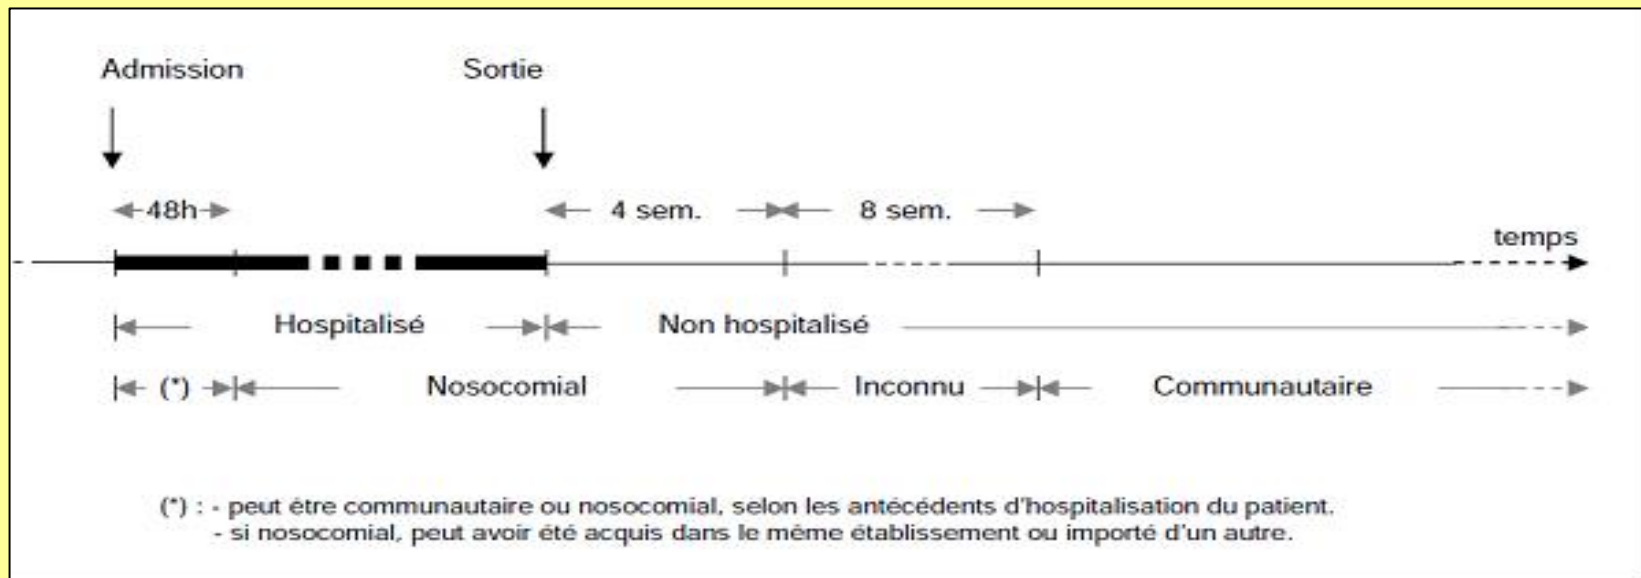 Admission Sortie
48h 4 sem. 8 sem.
temps
Hospitalisé Non hospitalisé
(*) Nosocomial Inconnu Communautaire
(*) : - peut être communautaire ou nosocomial, selon les antécédents d'hospitalisation du patient.
- si nosocomial, peut avoir été acquis dans le même établissement ou importé d'un autre.